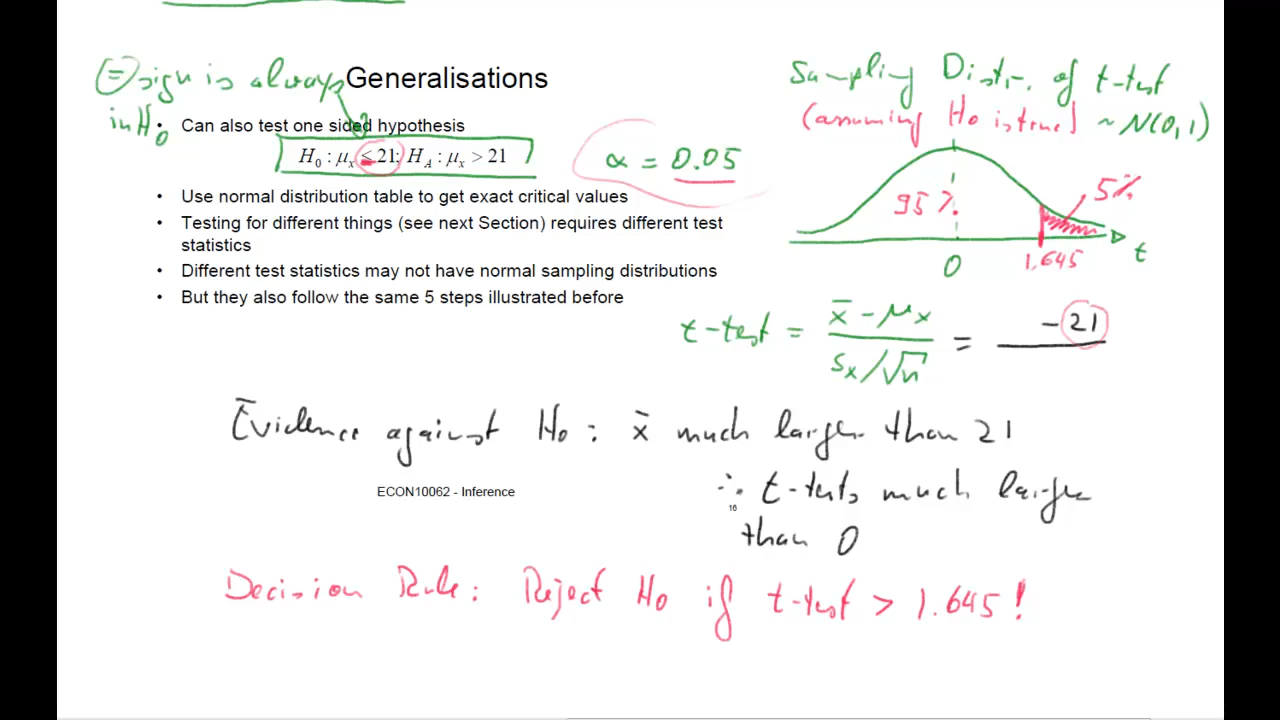 (=) sign is always
in H0
Generalisations
• Can also test one sided hypothesis
H0 : μx ≤ 21; HA : μx > 21
α = 0.05
• Use normal distribution table to get exact critical values
• Testing for different things (see next Section) requires different test
statistics
• Different test statistics may not have normal sampling distributions
• But they also follow the same 5 steps illustrated before
Sampling Distr. of t-test
(assuming H0 is true) ~ N(0,1)
95%
5%
0
1.645
t
t-test = (x̄ - μx) / (sx/√n) = - 21
Evidence against H0 : x̄ much larger than 21
∴ t-tests much larger
than 0
ECON10062 - Inference
16
Decision Rule: Reject H0 if t-test > 1.645 !